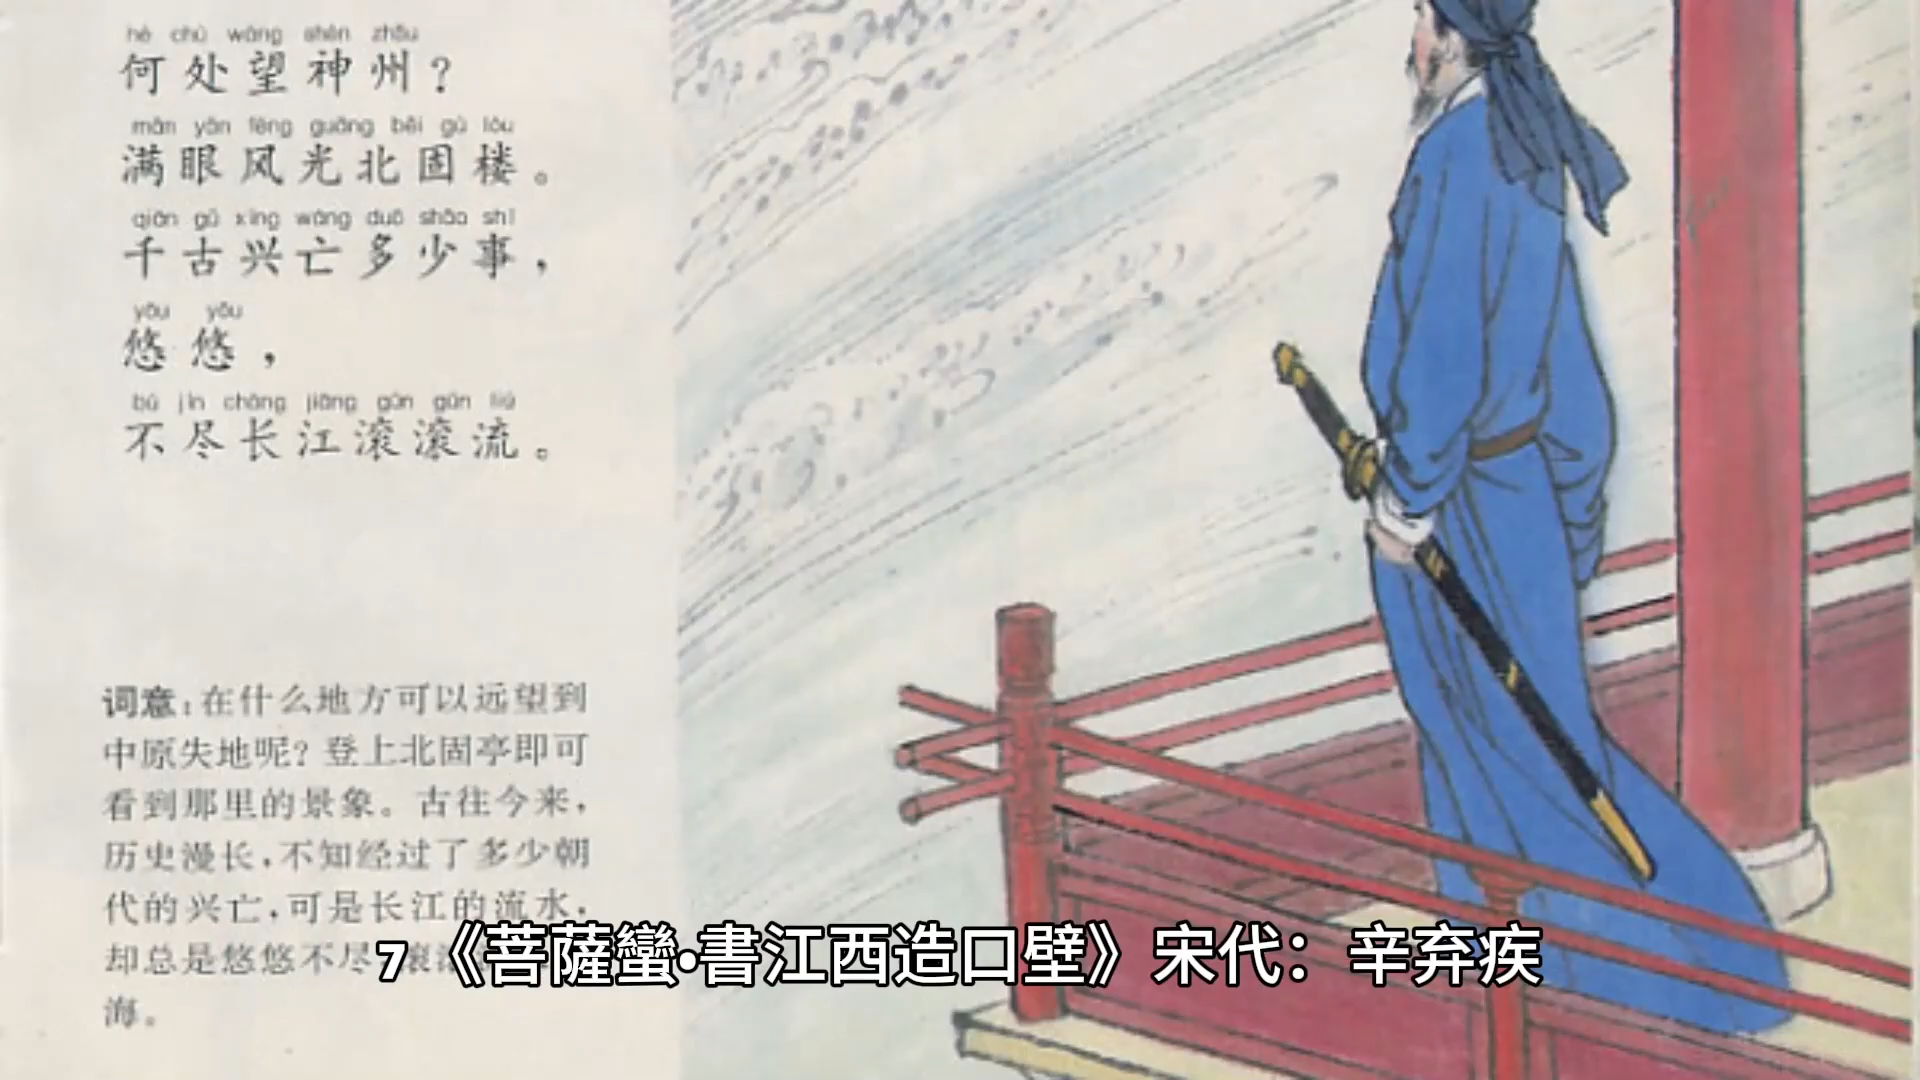 hé chù wàng shén zhōu
何处望神州？
mǎn yǎn fēng guāng běi gù lóu
满眼风光北固楼。
qiān gǔ xīng wáng duō shǎo shì
千古兴亡多少事，
yōu yōu
悠悠，
bù jìn cháng jiāng gǔn gǔn liú
不尽长江滚滚流。
词意：在什么地方可以远望到
中原失地呢？登上北固亭即可
看到那里的景象。古往今来，
历史漫长，不知经过了多少朝
代的兴亡，可是长江的流水，
却总是悠悠不尽
海。
7《菩薩蠻·書江西造口壁》宋代：辛弃疾